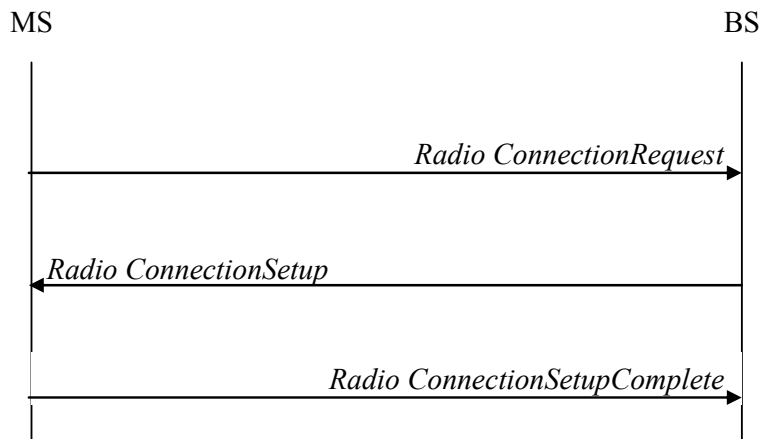 MS
BS
Radio ConnectionRequest
Radio ConnectionSetup
Radio ConnectionSetupComplete